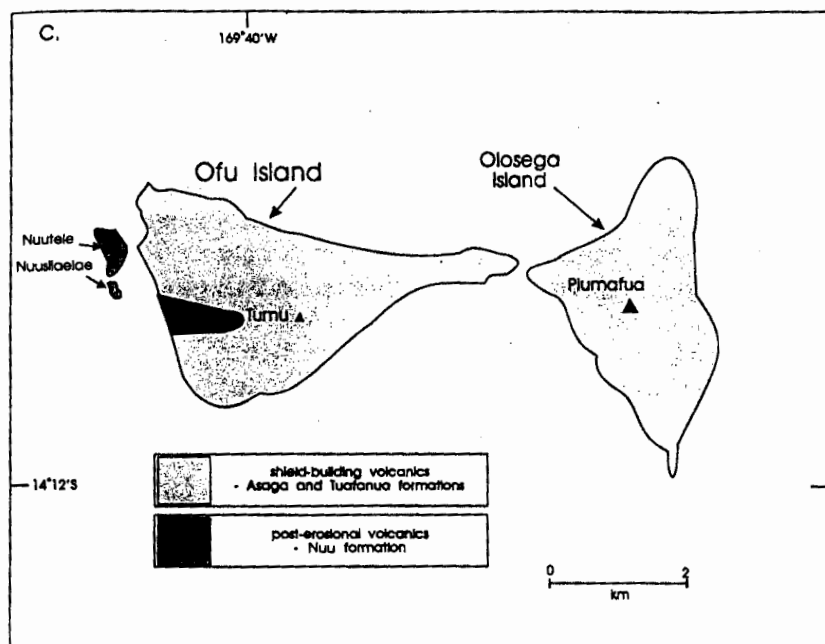 C.
169°40'W
Ofu Island
Olosega
Island
Nuutele
Nuusilaelae
Tumu
Piumafua
14°12'S
shield-building volcanics
- Asaga and Tuafanua formations
post-erosional volcanics
- Nuu formation
0 2
km